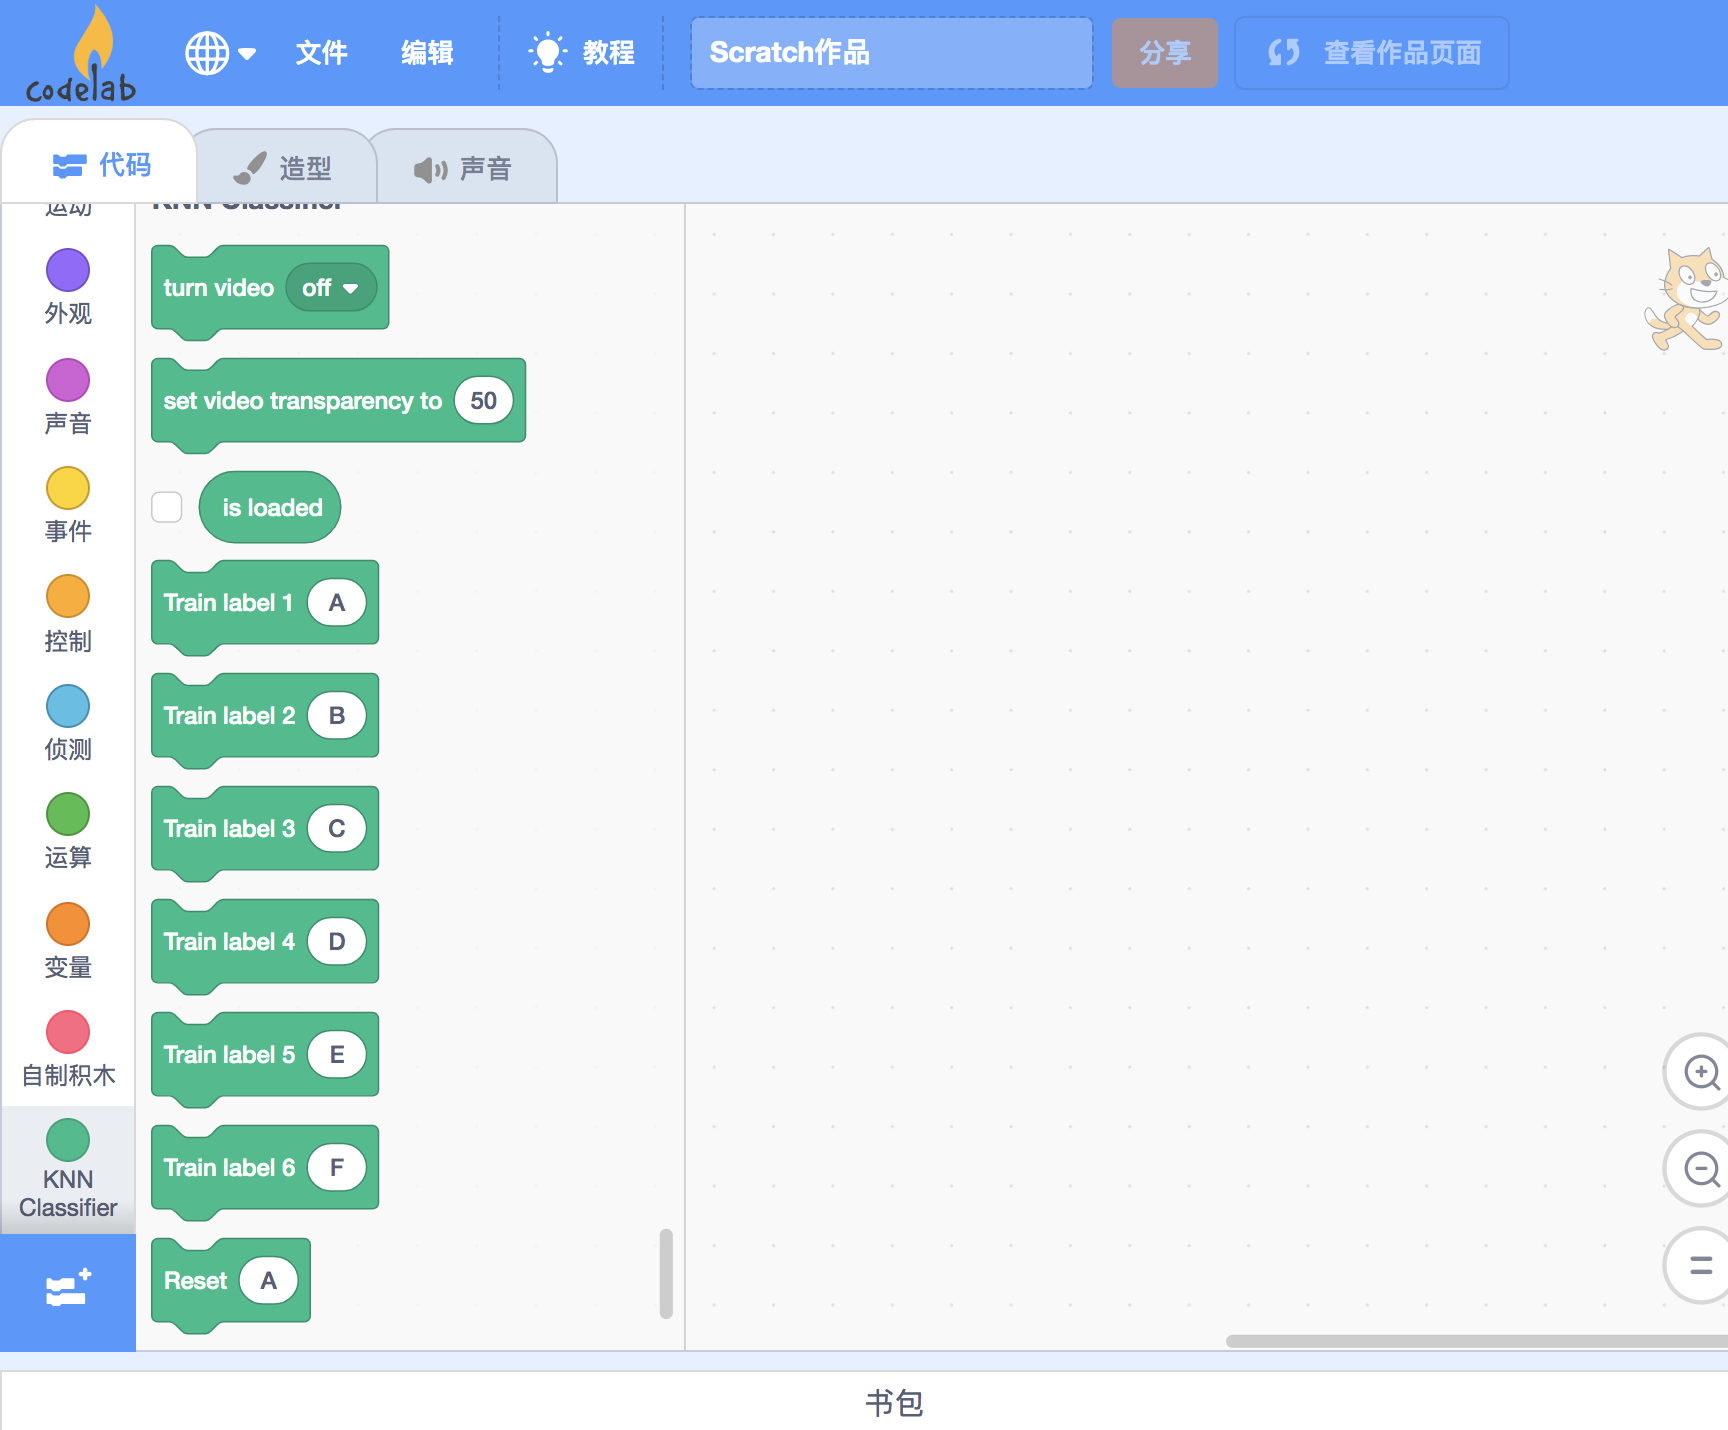 codelab
文件 编辑 教程 Scratch作品 分享 查看作品页面
代码 造型 声音
运动
外观
声音
事件
控制
侦测
运算
变量
自制积木
KNN
Classifier
KNN Classifier
turn video off
set video transparency to 50
is loaded
Train label 1 A
Train label 2 B
Train label 3 C
Train label 4 D
Train label 5 E
Train label 6 F
Reset A
书包